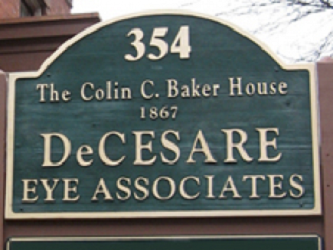 354
The Colin C. Baker House
1867
DeCESARE
EYE ASSOCIATES